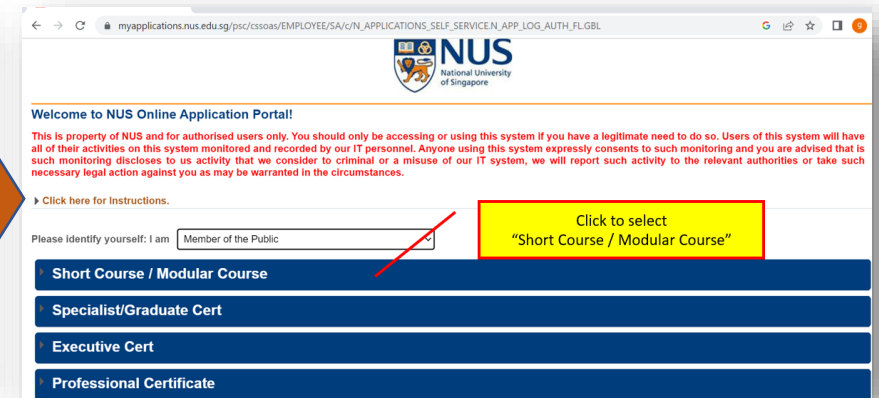 myapplications.nus.edu.sg/psc/cssoas/EMPLOYEE/SA/c/N_APPLICATIONS_SELF_SERVICE.N_APP_LOG_AUTH_FL.GBL
G
9
NUS
National University
of Singapore
Welcome to NUS Online Application Portal!
This is property of NUS and for authorised users only. You should only be accessing or using this system if you have a legitimate need to do so. Users of this system will have
all of their activities on this system monitored and recorded by our IT personnel. Anyone using this system expressly consents to such monitoring and you are advised that is
such monitoring discloses to us activity that we consider to criminal or a misuse of our IT system, we will report such activity to the relevant authorities or take such
necessary legal action against you as may be warranted in the circumstances.
Click here for Instructions.
Click to select
“Short Course / Modular Course”
Please identify yourself: I am Member of the Public
Short Course / Modular Course
Specialist/Graduate Cert
Executive Cert
Professional Certificate